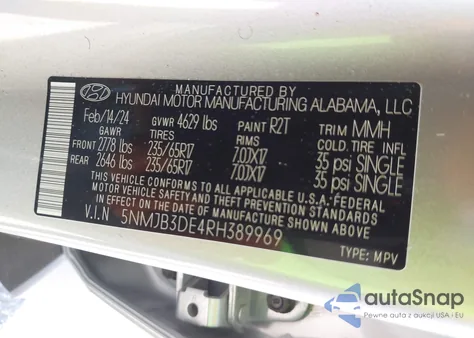 MANUFACTURED BY
HYUNDAI MOTOR MANUFACTURING ALABAMA, LLC
Feb/14/24 GVWR 4629 lbs PAINT R2T TRIM MMH
GAWR TIRES RIMS COLD TIRE INFL
FRONT 2778 lbs 235/65R17 7.0JX17 35 psi SINGLE
REAR 2646 lbs 235/65R17 7.0JX17 35 psi SINGLE
THIS VEHICLE CONFORMS TO ALL APPLICABLE U.S.A. FEDERAL
MOTOR VEHICLE SAFETY AND THEFT PREVENTION STANDARDS
IN EFFECT ON THE DATE OF MANUFACTURE SHOWN ABOVE.
V.I.N 5NMJB3DE4RH389969
TYPE: MPV
autoSnap
Pewne auta z aukcji USA i EU